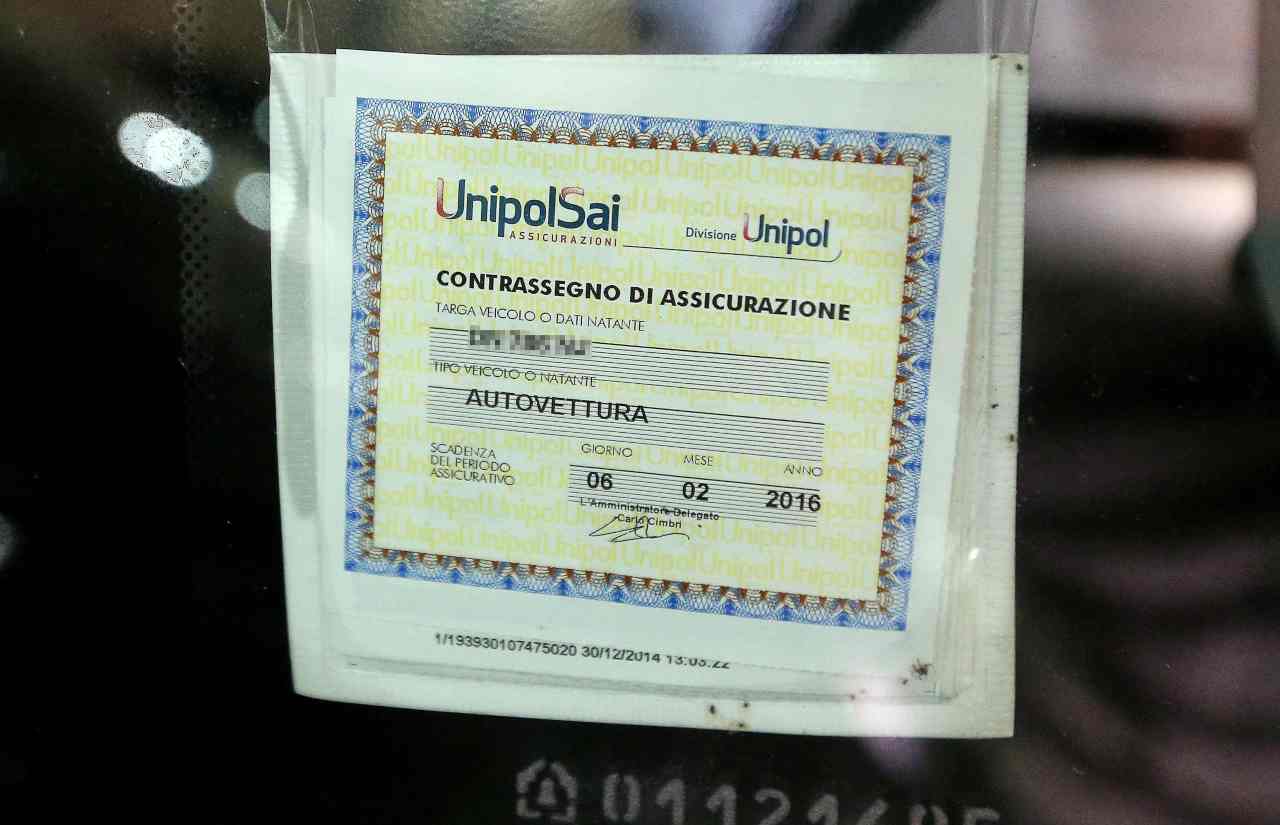 UnipolSai
ASSICURAZIONI
Divisione Unipol
CONTRASSEGNO DI ASSICURAZIONE
TARGA VEICOLO O DATI NATANTE
TIPO VEICOLO O NATANTE
AUTOVETTURA
SCADENZA
DEL PERIODO
ASSICURATIVO
GIORNO MESE ANNO
06 02 2016
L'Amministratore Delegato
Carlo Cimbri
1/193930107475020 30/12/2014 13:03:22